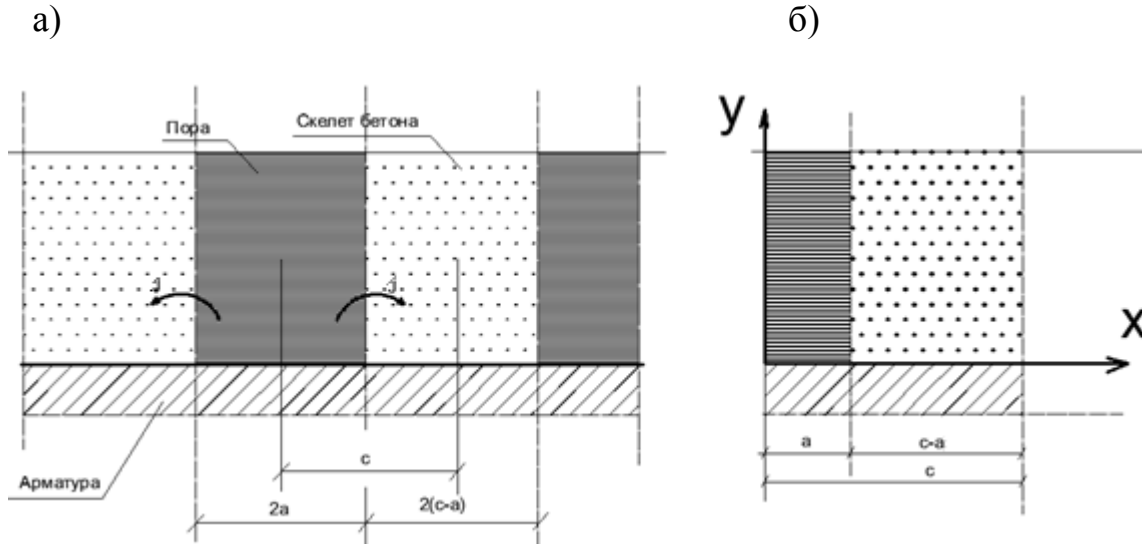 а)
б)
Пора
Скелет бетона
y
x
j
j
Арматура
c
2a
2(c-a)
a
c-a
c